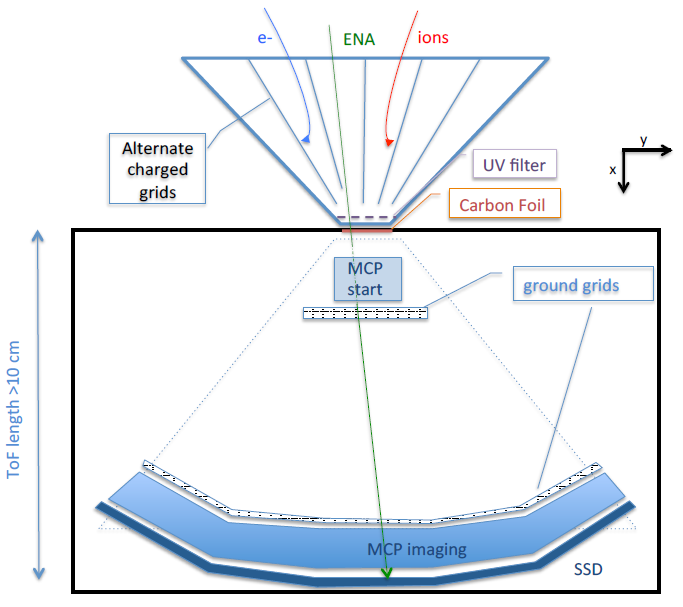 e-
ENA
ions
Alternate
charged
grids
y
x
UV filter
Carbon Foil
MCP
start
ground grids
ToF length >10 cm
MCP imaging
SSD